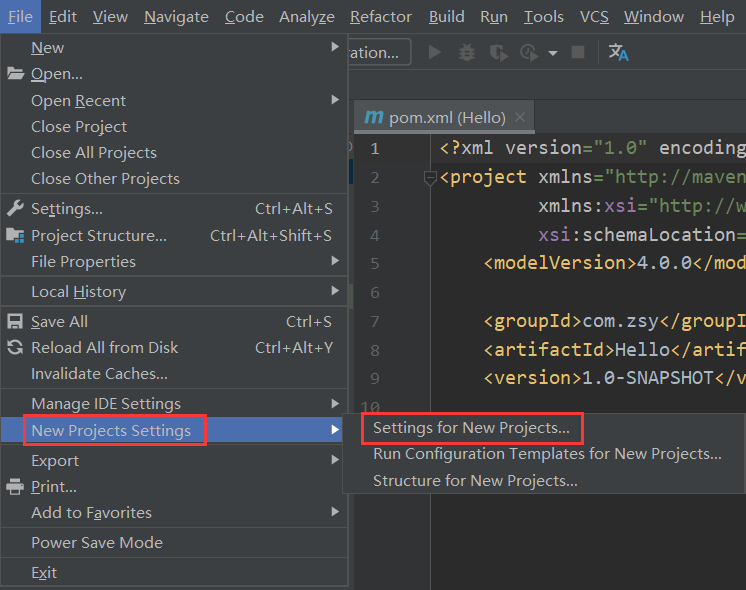 File Edit View Navigate Code Analyze Refactor Build Run Tools VCS Window Help
New
Open...
Open Recent
Close Project
Close All Projects
Close Other Projects
Settings... Ctrl+Alt+S
Project Structure... Ctrl+Alt+Shift+S
File Properties
Local History
Save All Ctrl+S
Reload All from Disk Ctrl+Alt+Y
Invalidate Caches...
Manage IDE Settings
New Projects Settings
Export
Print...
Add to Favorites
Power Save Mode
Exit
Settings for New Projects...
Run Configuration Templates for New Projects...
Structure for New Projects...
ration...
m pom.xml (Hello)
1 <?xml version="1.0" encoding
2 <project xmlns="http://maven
3 xmlns:xsi="http://w
4 xsi:schemaLocation=
5 <modelVersion>4.0.0</mod
6
7 <groupId>com.zsy</groupI
8 <artifactId>Hello</artif
9 <version>1.0-SNAPSHOT</v
10